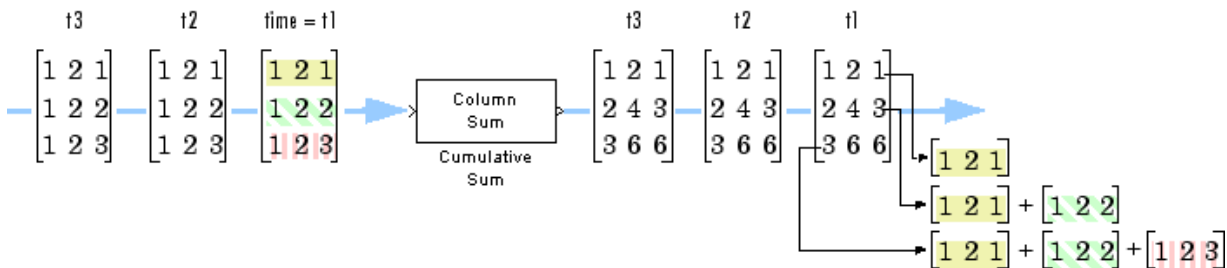 t3 t2 time = t1 t3 t2 t1
1 2 1 1 2 1 1 2 1 1 2 1 1 2 1 1 2 1
1 2 2 1 2 2 1 2 2 Column Sum 2 4 3 2 4 3 2 4 3
1 2 3 1 2 3 1 2 3 3 6 6 3 6 6 3 6 6
Cumulative Sum
[1 2 1]
[1 2 1] + [1 2 2]
[1 2 1] + [1 2 2] + [1 2 3]